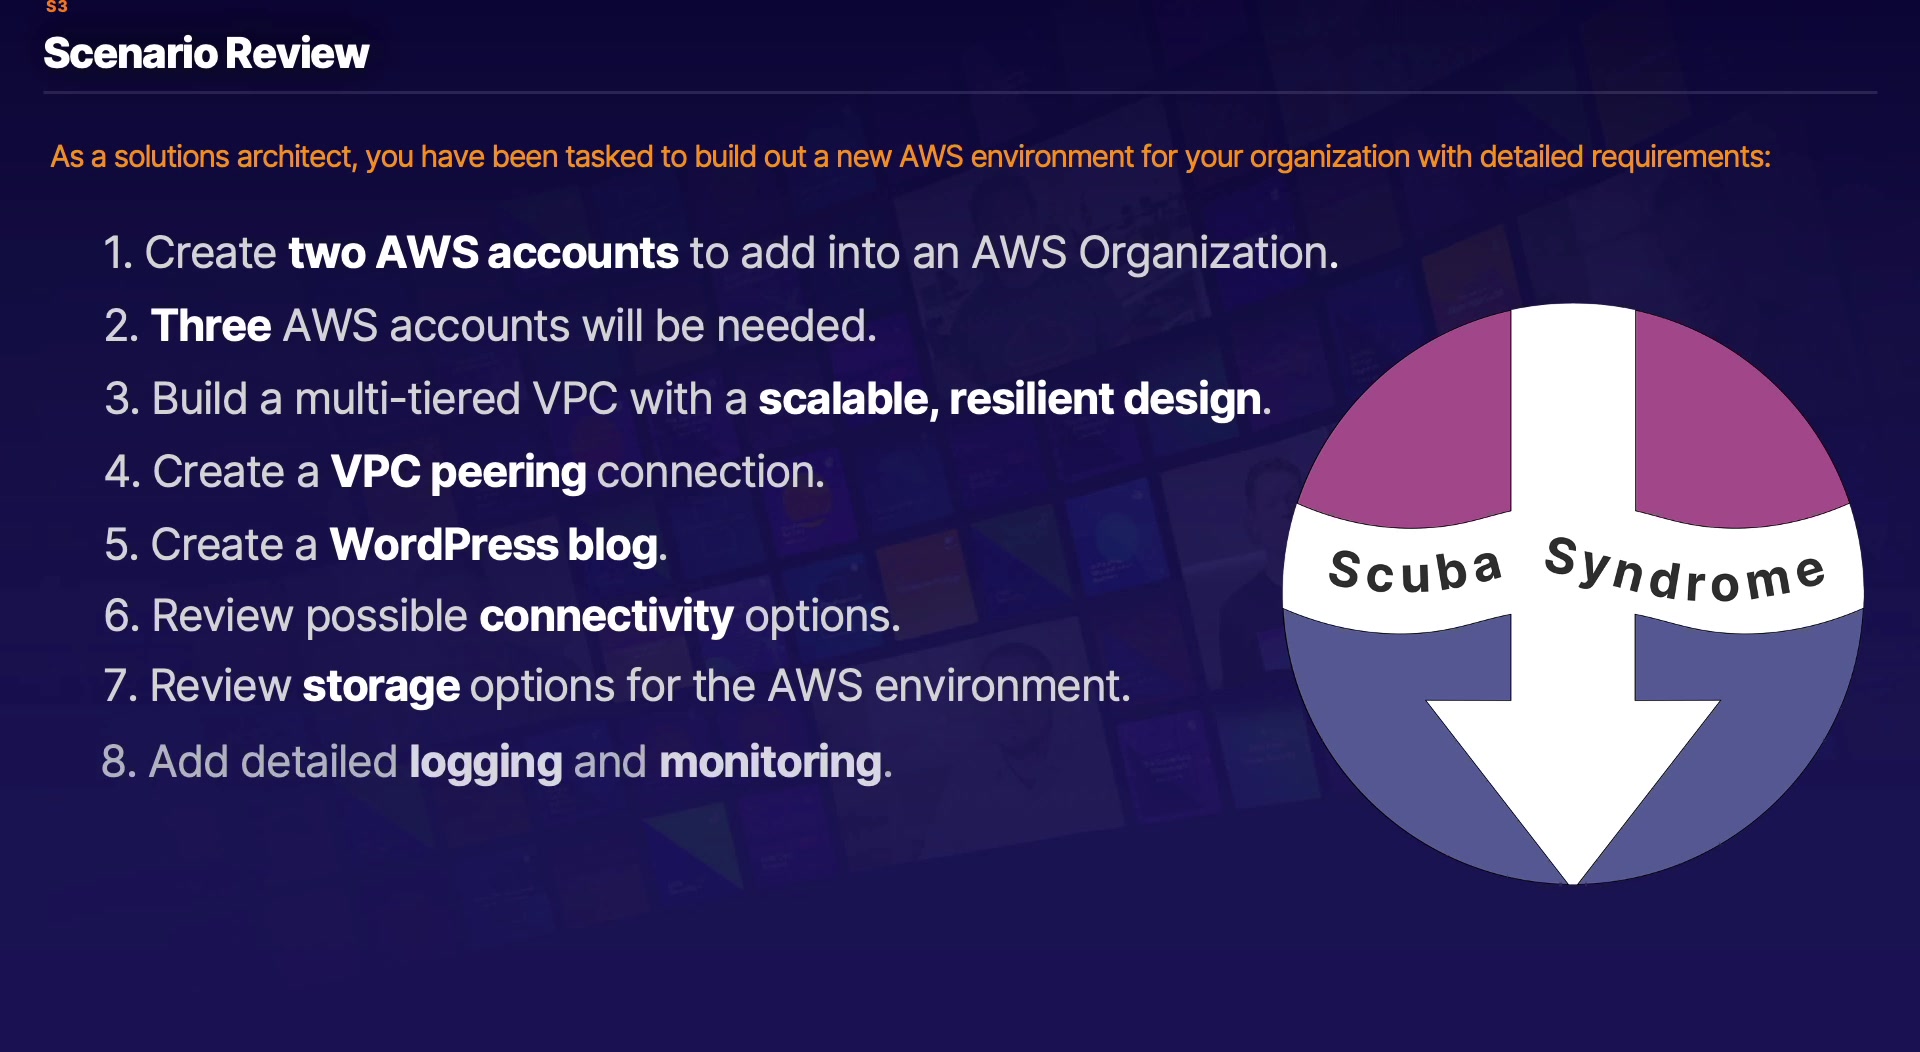 S3
Scenario Review
As a solutions architect, you have been tasked to build out a new AWS environment for your organization with detailed requirements:
1. Create two AWS accounts to add into an AWS Organization.
2. Three AWS accounts will be needed.
3. Build a multi-tiered VPC with a scalable, resilient design.
4. Create a VPC peering connection.
5. Create a WordPress blog.
6. Review possible connectivity options.
7. Review storage options for the AWS environment.
8. Add detailed logging and monitoring.
Scuba Syndrome